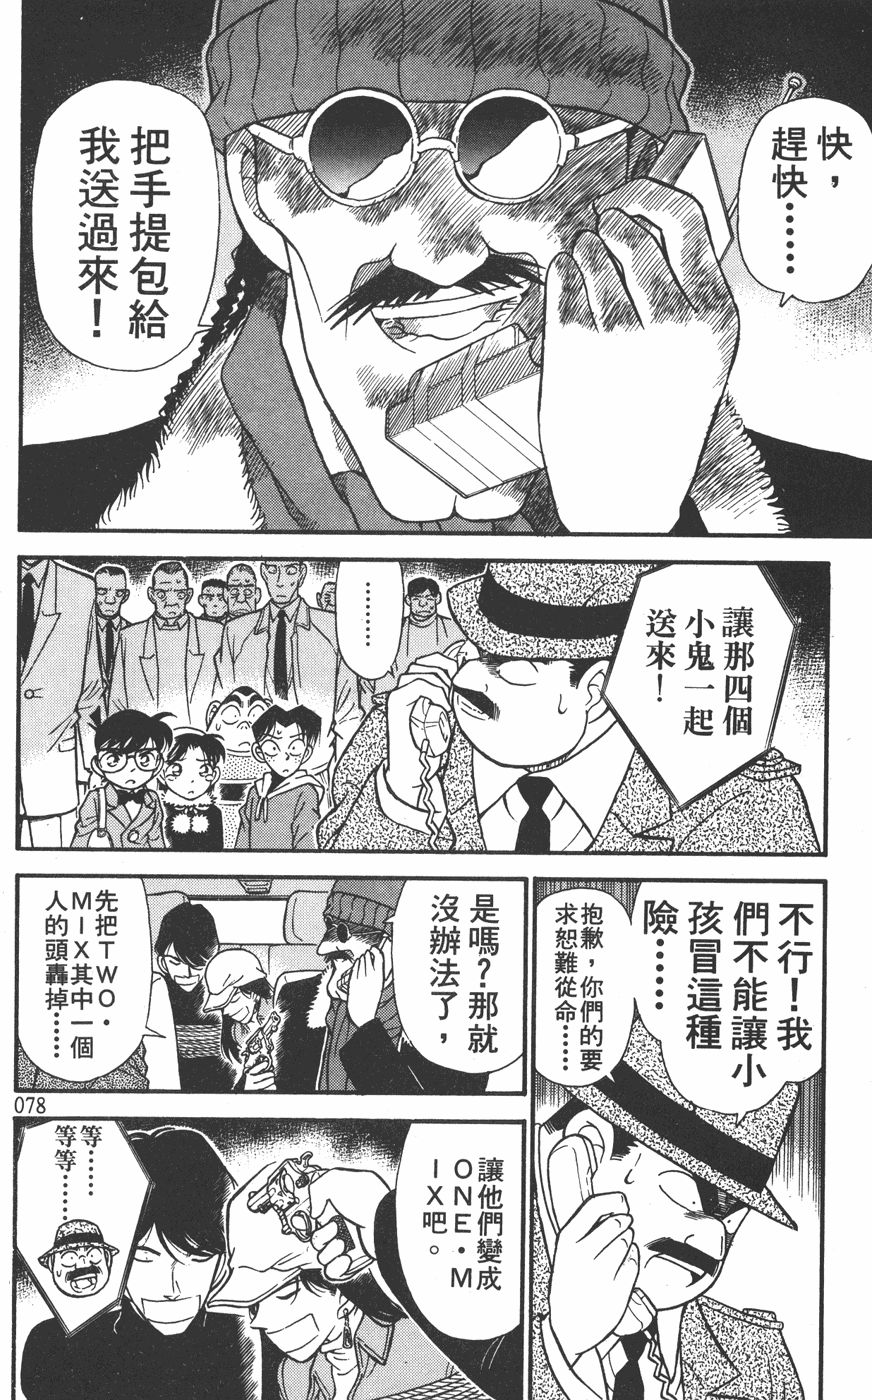 快，
趕快……
把手提包給
我送過來！
讓那四個
小鬼一起
送來！
……
不行！我
們不能讓小
孩冒這種
險……
抱歉，你們的要
求恕難從命……
是嗎？那就
沒辦法了，
先把ＴＷＯ・
ＭＩＸ其中一個
人的頭轟掉……
讓他們變成
ＯＮＥ・Ｍ
ＩＸ吧。
等……
等等……
078